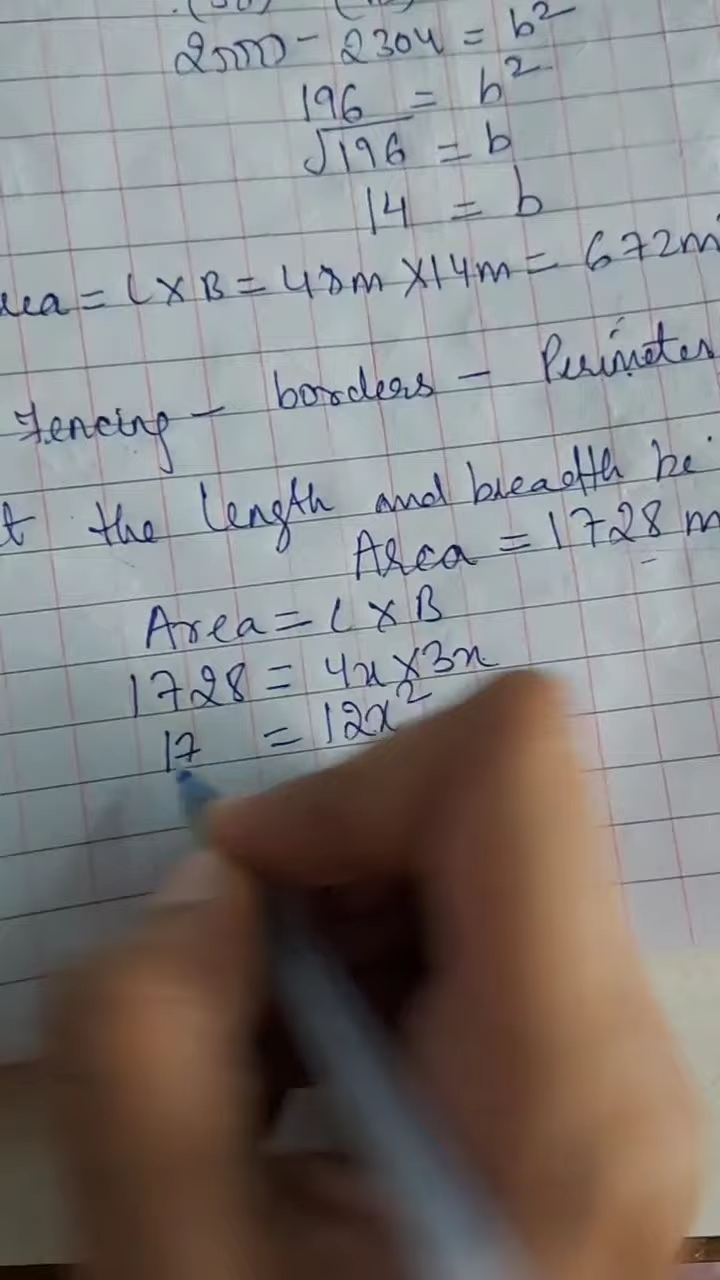 2500 - 2304 = b²
196 = b²
√196 = b
14 = b
= L X B = 48m X 14m = 672m
Fencing - borders - Perimeter
the length and breadth be
Area = 1728 m
Area = L X B
1728 = 4x X 3x
17 = 12x²